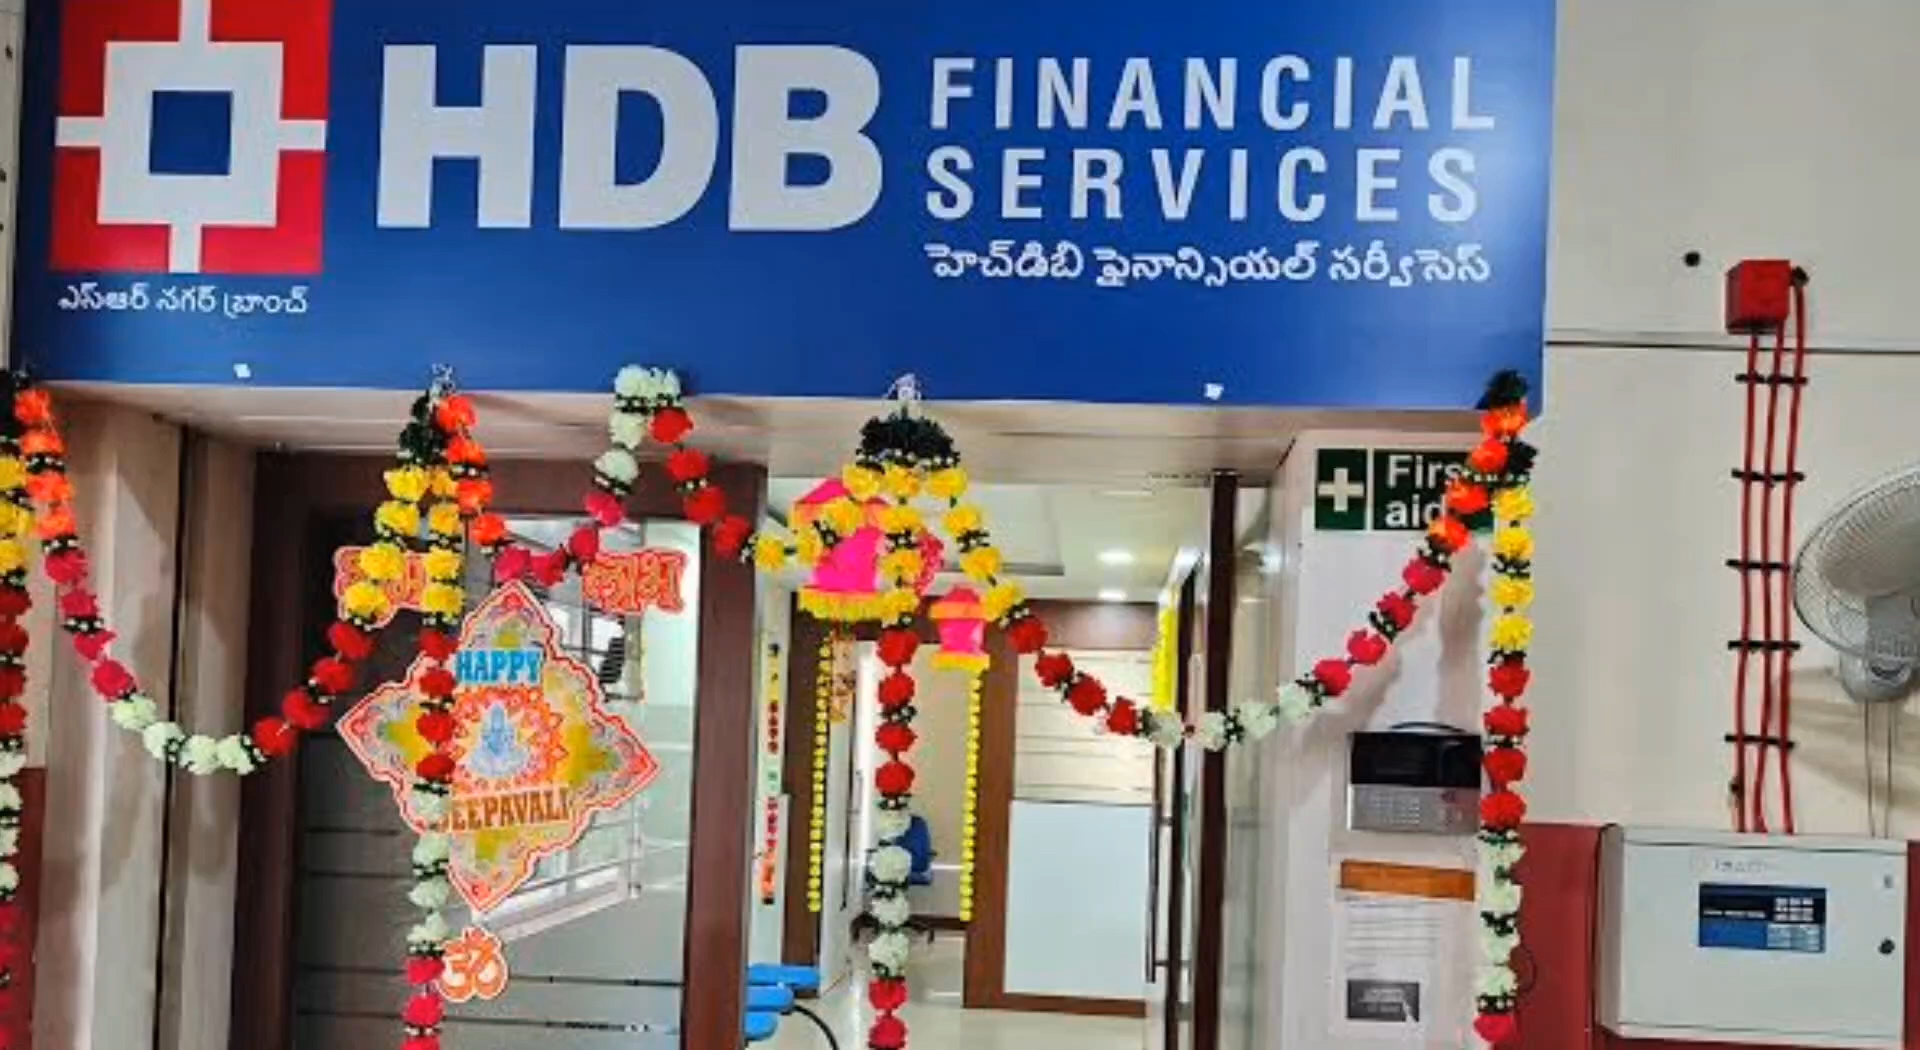 HDB
FINANCIAL
SERVICES
హెచ్‌డిబీ ఫైనాన్సియల్ సర్వీసెస్
ఎస్ఆర్ నగర్ బ్రాంచ్
First
aid
लाभ
HAPPY
DEEPAVALI
ॐ